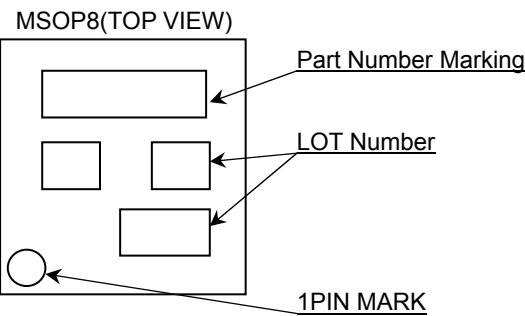 MSOP8(TOP VIEW)
Part Number Marking
LOT Number
1PIN MARK